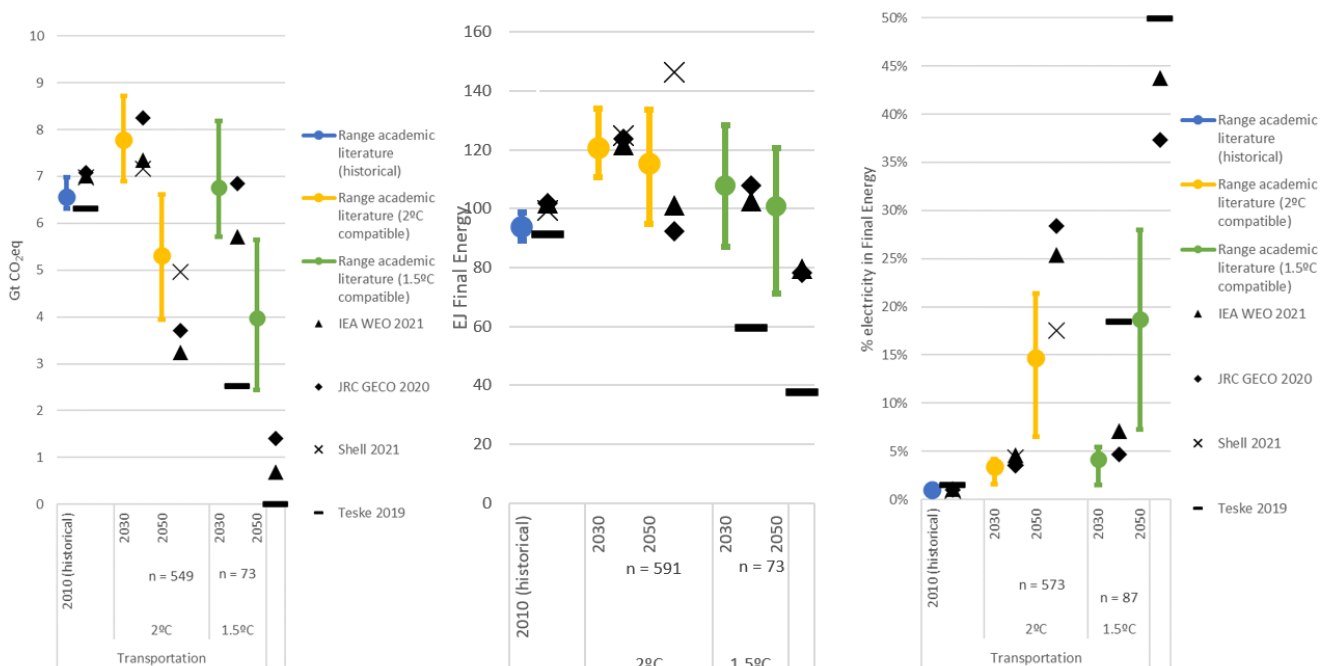 10
9
8
7
6
5
4
3
2
1
0
Gt CO₂eq
2010 (historical)
2030
2050
2030
2050
n = 549
n = 73
2ºC
1.5ºC
Transportation
Range academic
literature
(historical)
Range academic
literature (2ºC
compatible)
Range academic
literature (1.5ºC
compatible)
IEA WEO 2021
JRC GECO 2020
Shell 2021
Teske 2019
160
140
120
100
80
60
40
20
0
EJ Final Energy
2010 (historical)
2030
2050
2030
2050
n = 591
n = 73
2ºC
1.5ºC
50%
45%
40%
35%
30%
25%
20%
15%
10%
5%
0%
% electricity in Final Energy
2010 (historical)
2030
2050
2030
2050
n = 573
n = 87
2ºC
1.5ºC
Transportation
Range academic
literature
(historical)
Range academic
literature (2ºC
compatible)
Range academic
literature (1.5ºC
compatible)
IEA WEO 2021
JRC GECO 2020
Shell 2021
Teske 2019